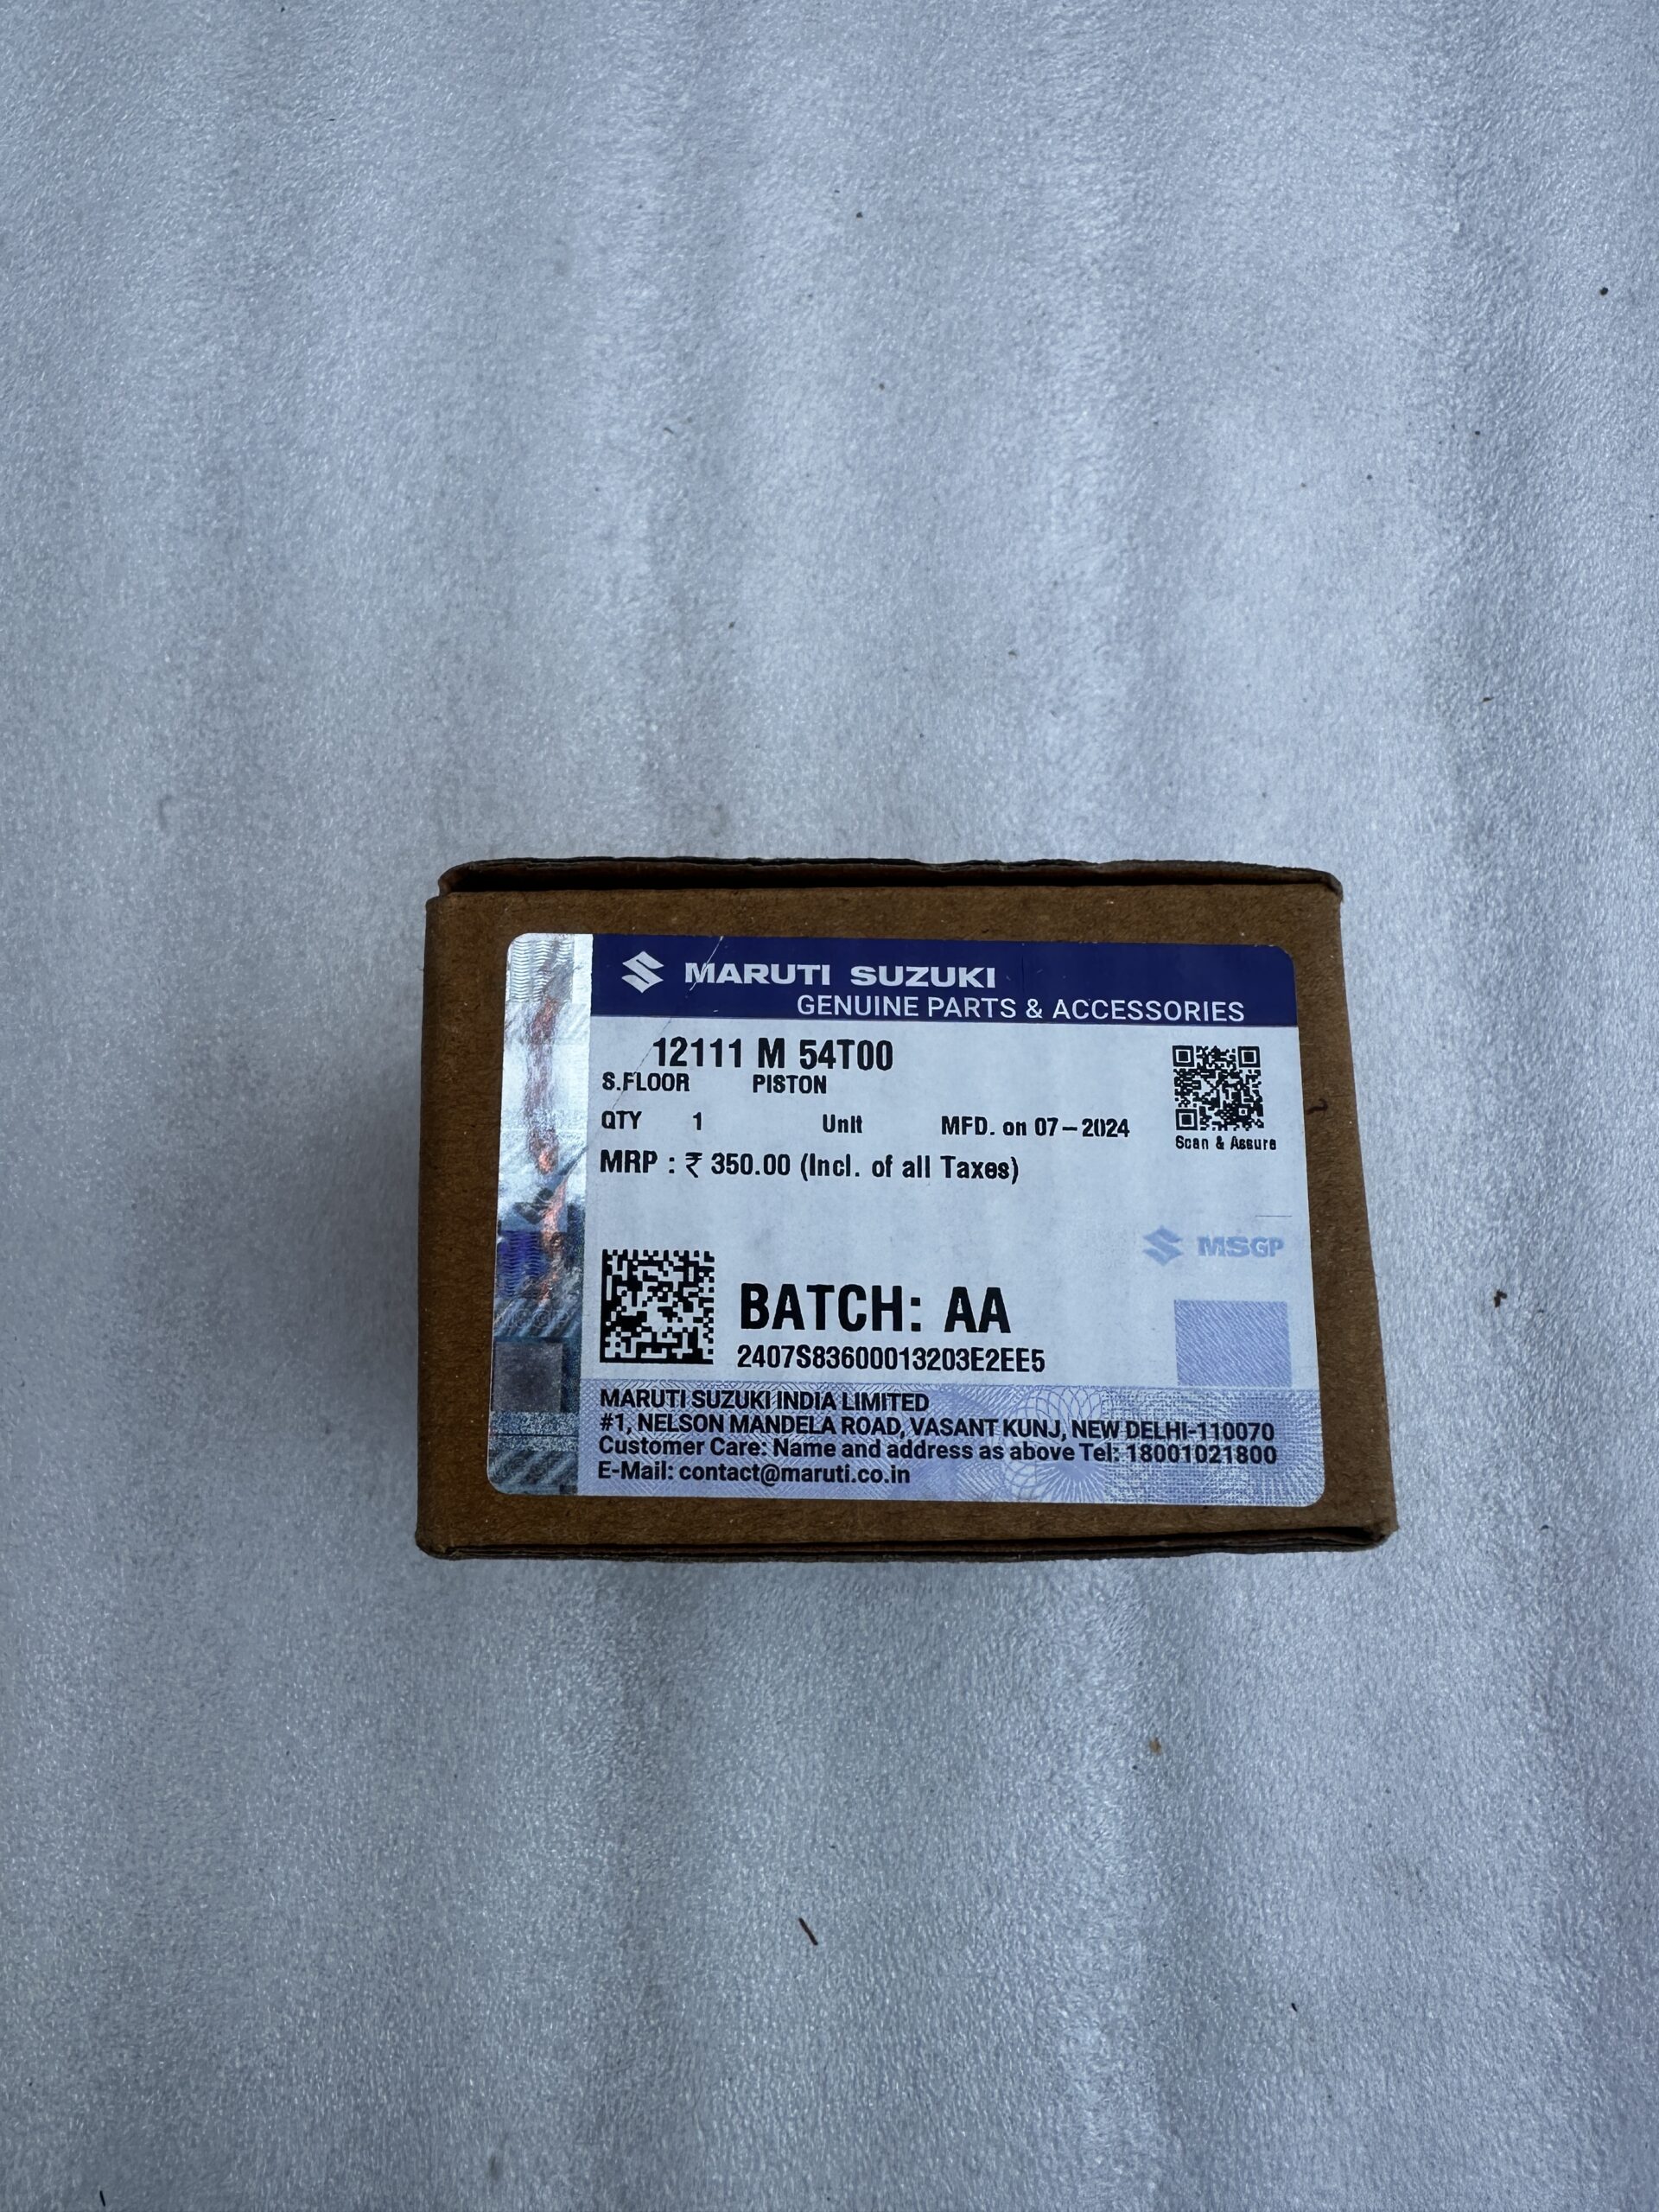 MARUTI SUZUKI
GENUINE PARTS & ACCESSORIES
12111 M 54T00
S.FLOOR PISTON
QTY 1 Unit MFD. on 07-2024
Scan & Assure
MRP : ₹ 350.00 (Incl. of all Taxes)
MSGP
BATCH: AA
2407S83600013203E2EE5
MARUTI SUZUKI INDIA LIMITED
#1, NELSON MANDELA ROAD, VASANT KUNJ, NEW DELHI-110070
Customer Care: Name and address as above Tel: 18001021800
E-Mail: contact@maruti.co.in